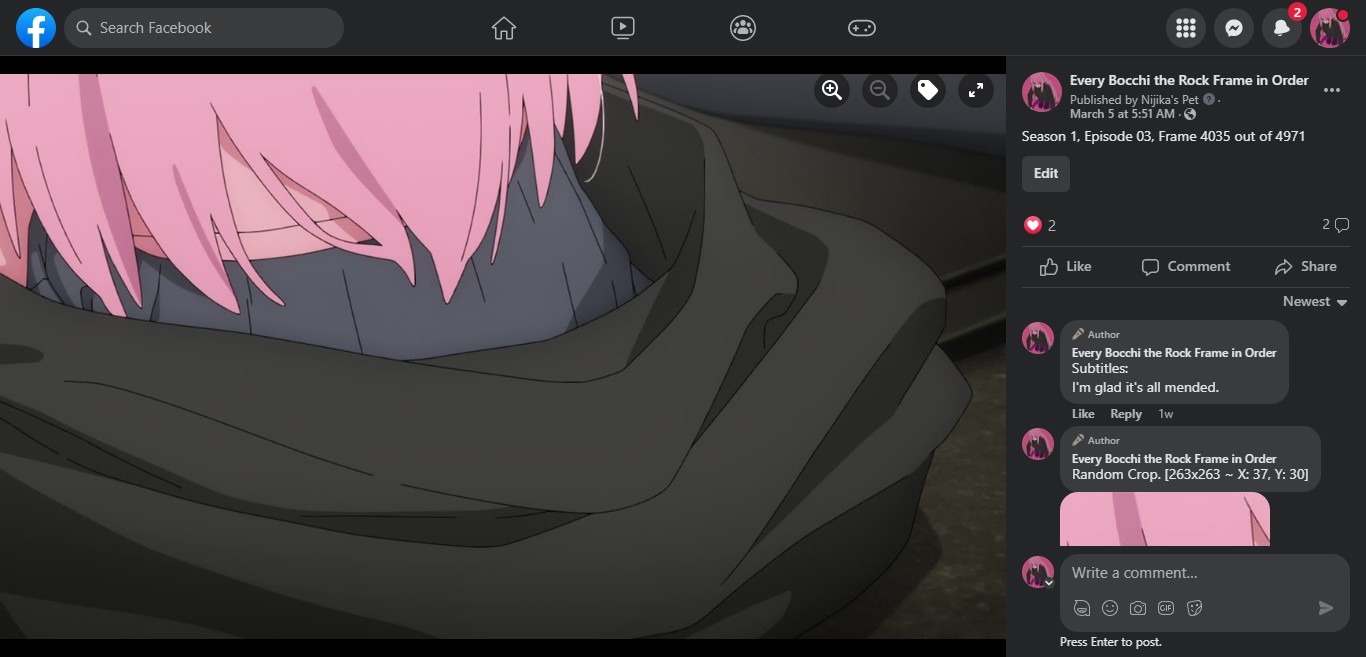 Search Facebook
2
Every Bocchi the Rock Frame in Order
Published by Nijika's Pet ·
March 5 at 5:51 AM ·
Season 1, Episode 03, Frame 4035 out of 4971
Edit
2
2
Like
Comment
Share
Newest
Author
Every Bocchi the Rock Frame in Order
Subtitles:
I'm glad it's all mended.
Like Reply 1w
Author
Every Bocchi the Rock Frame in Order
Random Crop. [263x263 ~ X: 37, Y: 30]
Write a comment...
GIF
Press Enter to post.